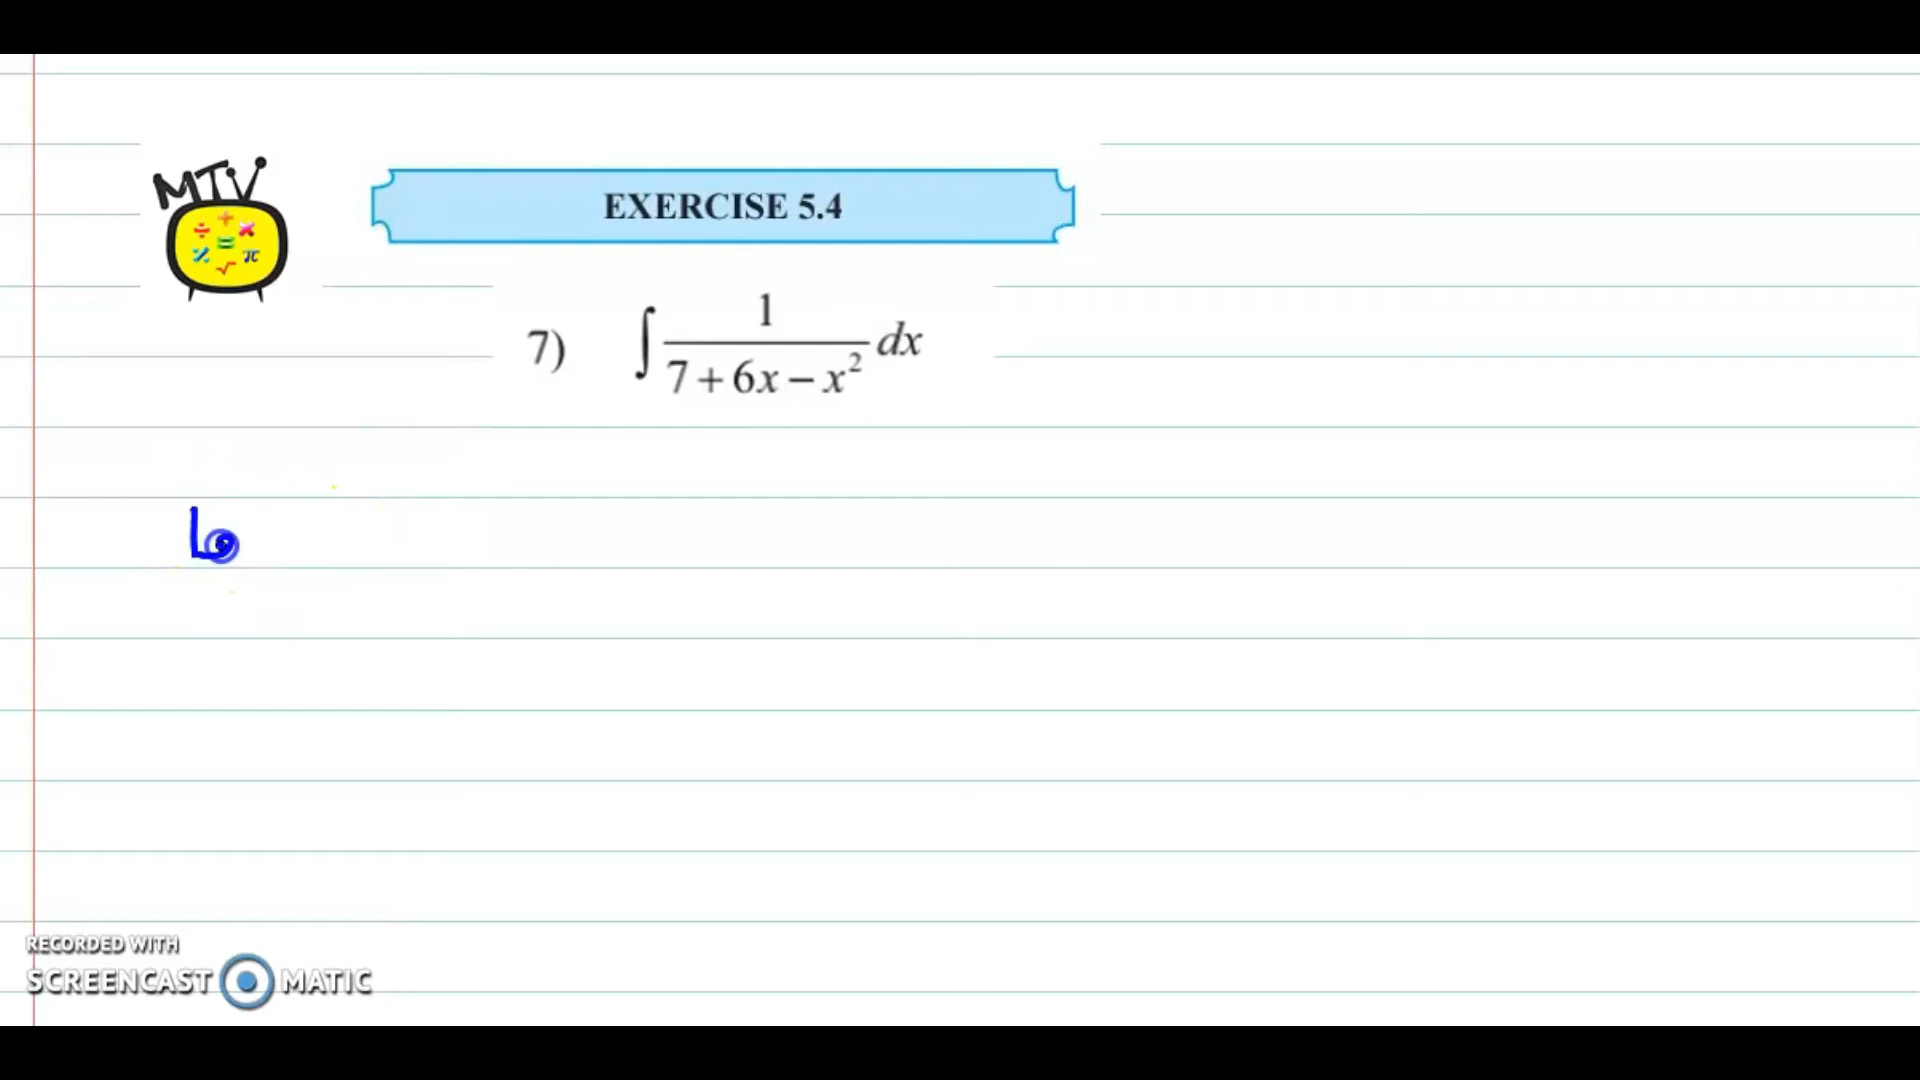 MTV
EXERCISE 5.4
7) ∫ 1/(7 + 6x − x²) dx
RECORDED WITH
SCREENCAST MATIC